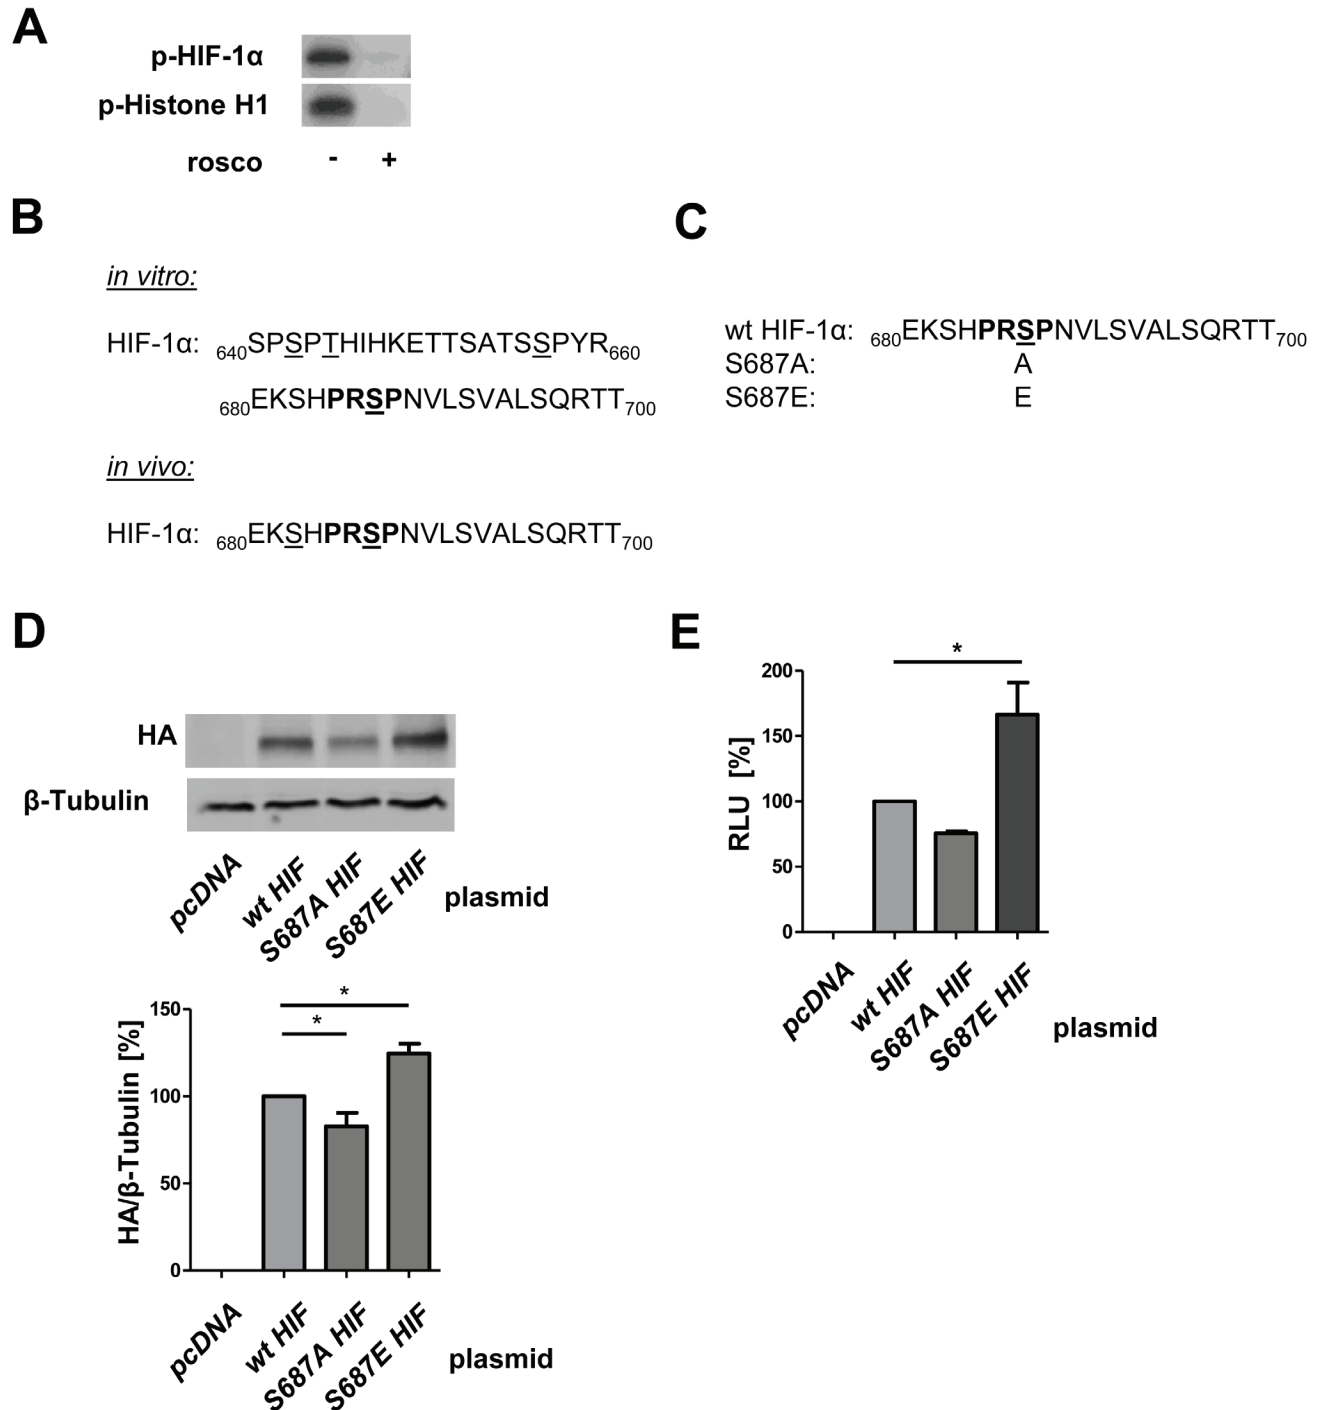 A
p-HIF-1α
p-Histone H1
rosco - +
B
in vitro:
HIF-1α: 640SPSPTHIHKETTSATSSPYR660
680EKSHPRSPNVLSVALSQRTT700
in vivo:
HIF-1α: 680EKSHPRSPNVLSVALSQRTT700
C
wt HIF-1α: 680EKSHPRSPNVLSVALSQRTT700
S687A: A
S687E: E
D
HA
β-Tubulin
pcDNA
wt HIF
S687A HIF
S687E HIF
plasmid
*
*
150
100
50
0
HA/β-Tubulin [%]
pcDNA
wt HIF
S687A HIF
S687E HIF
plasmid
E
*
200
150
100
50
0
RLU [%]
pcDNA
wt HIF
S687A HIF
S687E HIF
plasmid